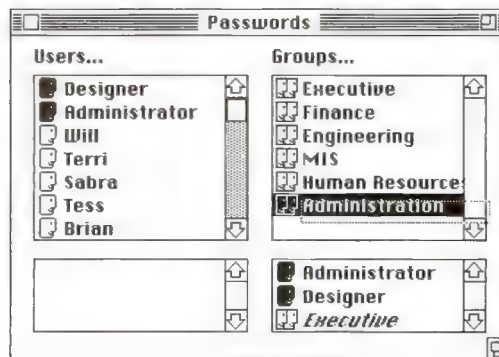 Passwords
Users...
Designer
Administrator
Will
Terri
Sabra
Tess
Brian
Groups...
Executive
Finance
Engineering
MIS
Human Resources
Administration
Administrator
Designer
Executive